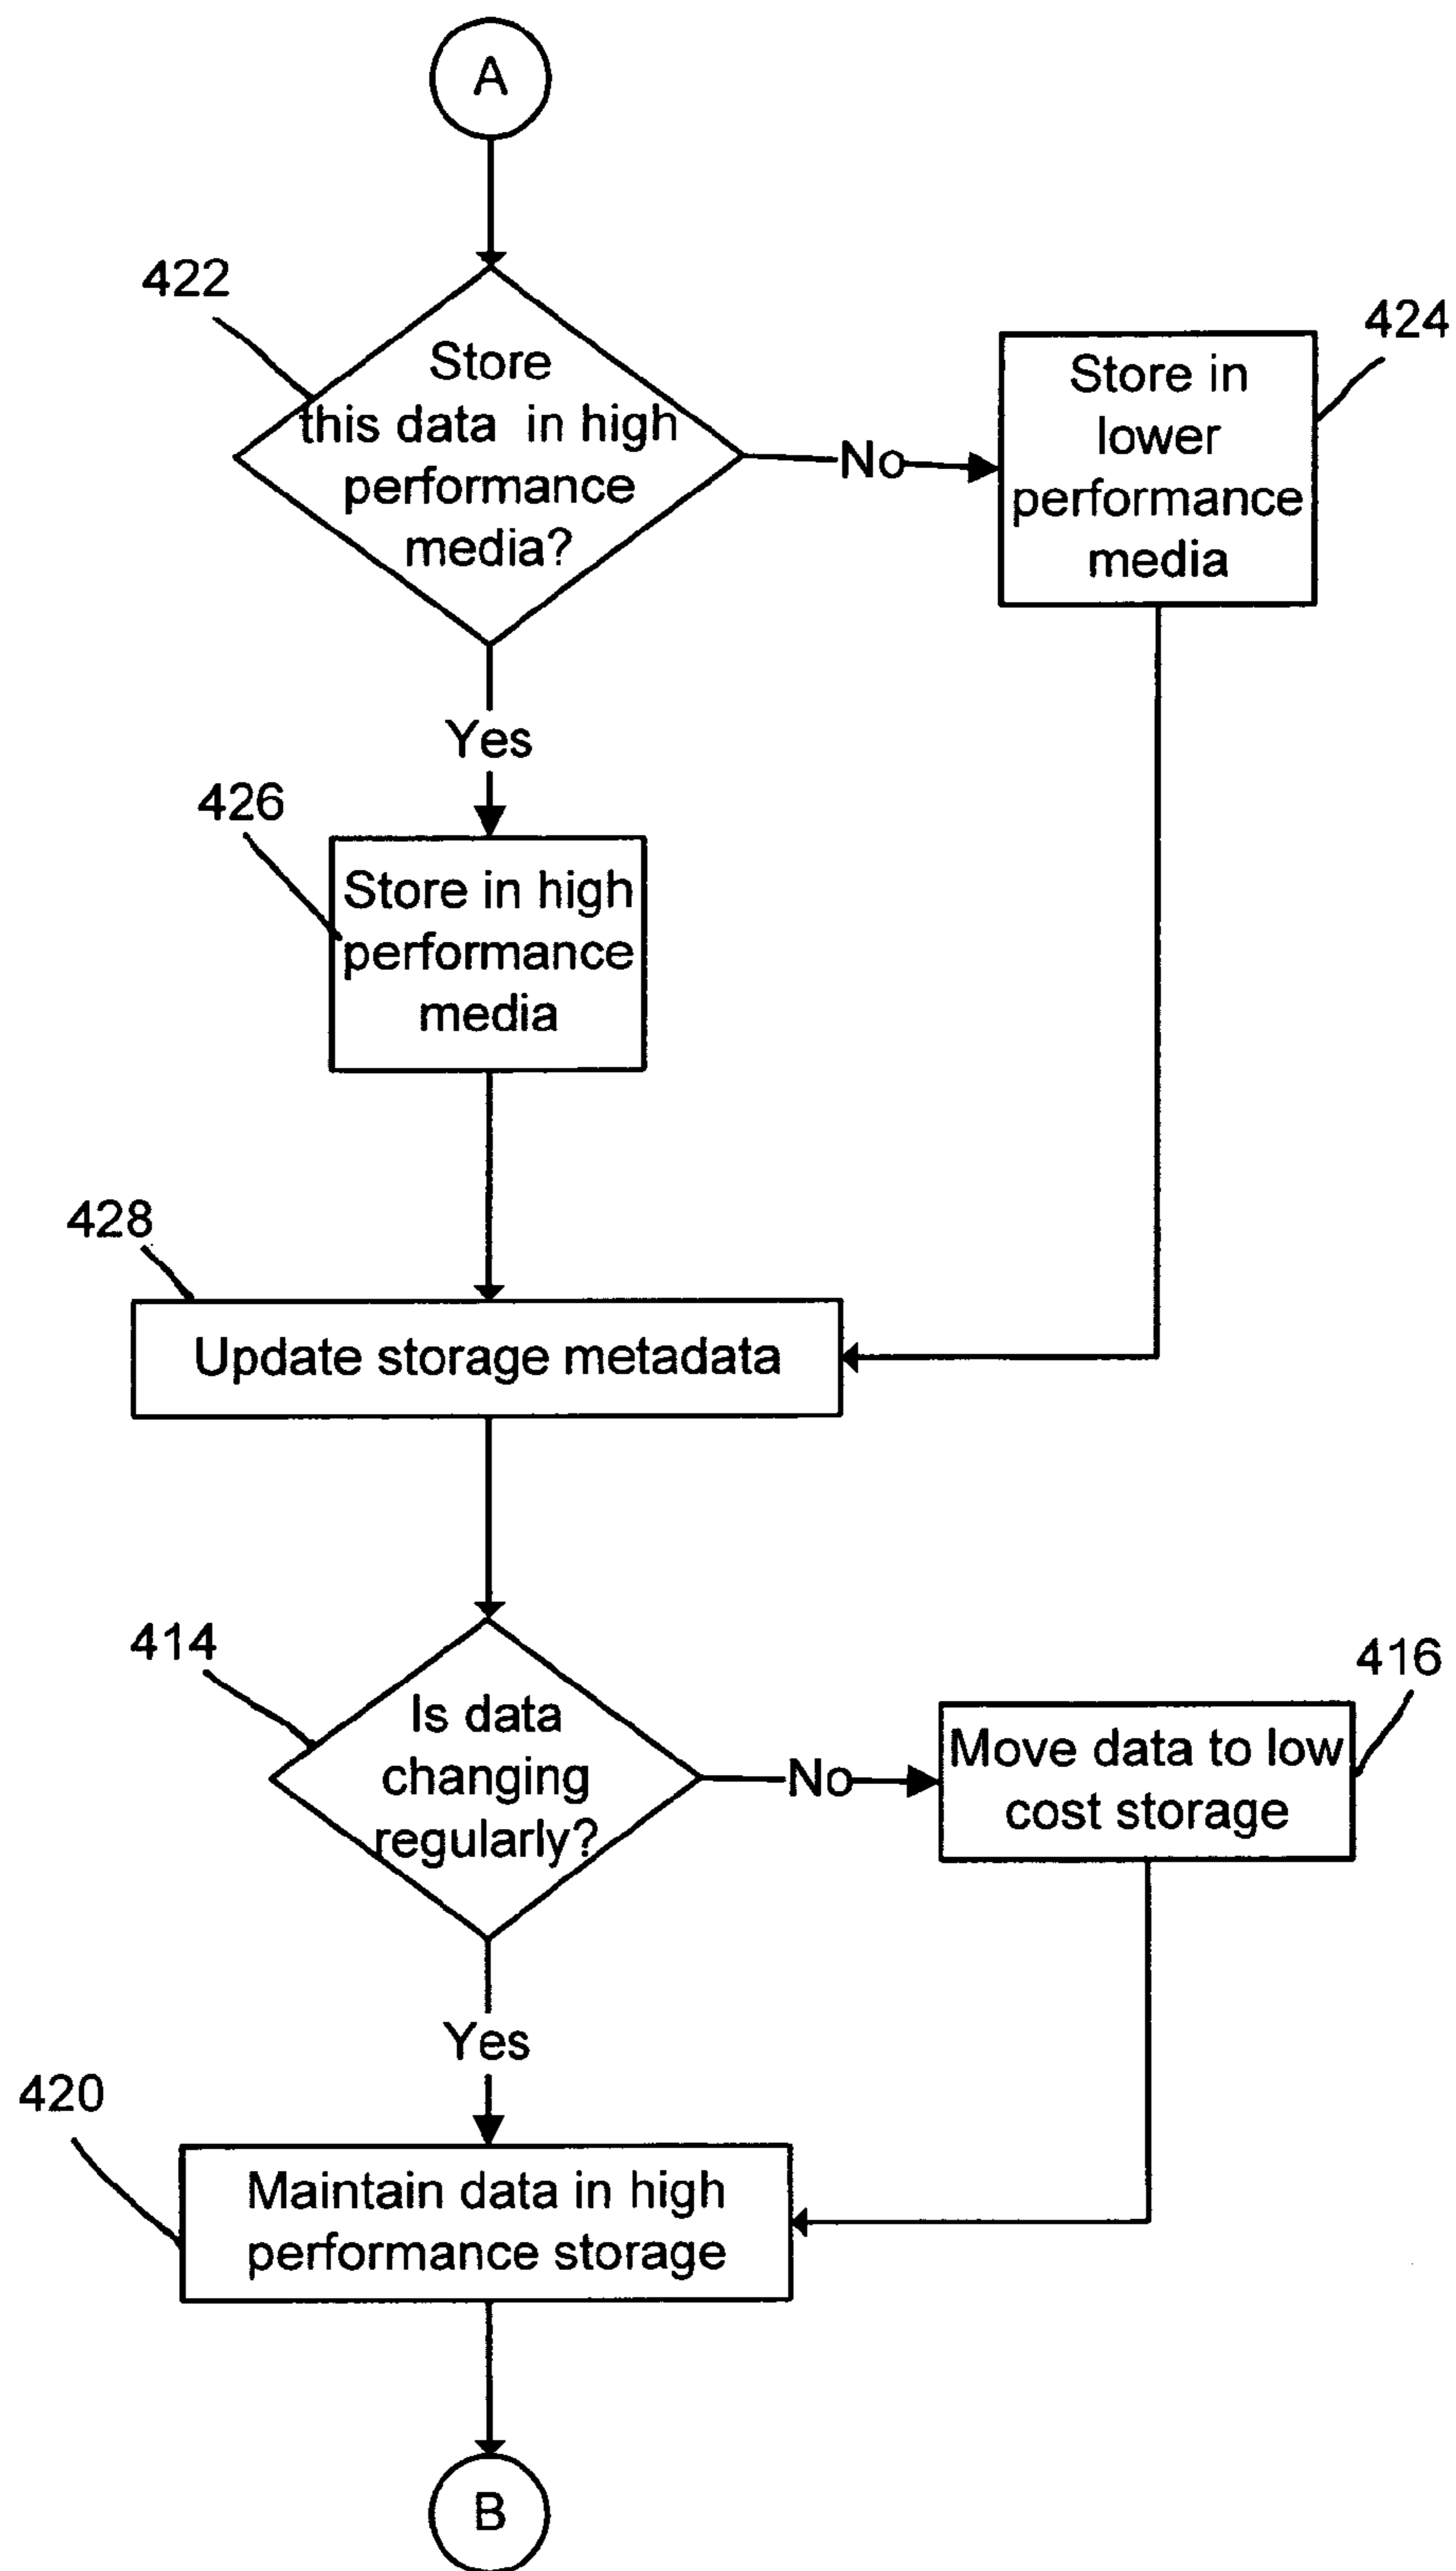 A
422
Store
this data in high
performance
media?
No
424
Store in
lower
performance
media
Yes
426
Store in high
performance
media
428
Update storage metadata
414
Is data
changing
regularly?
No
416
Move data to low
cost storage
Yes
420
Maintain data in high
performance storage
B